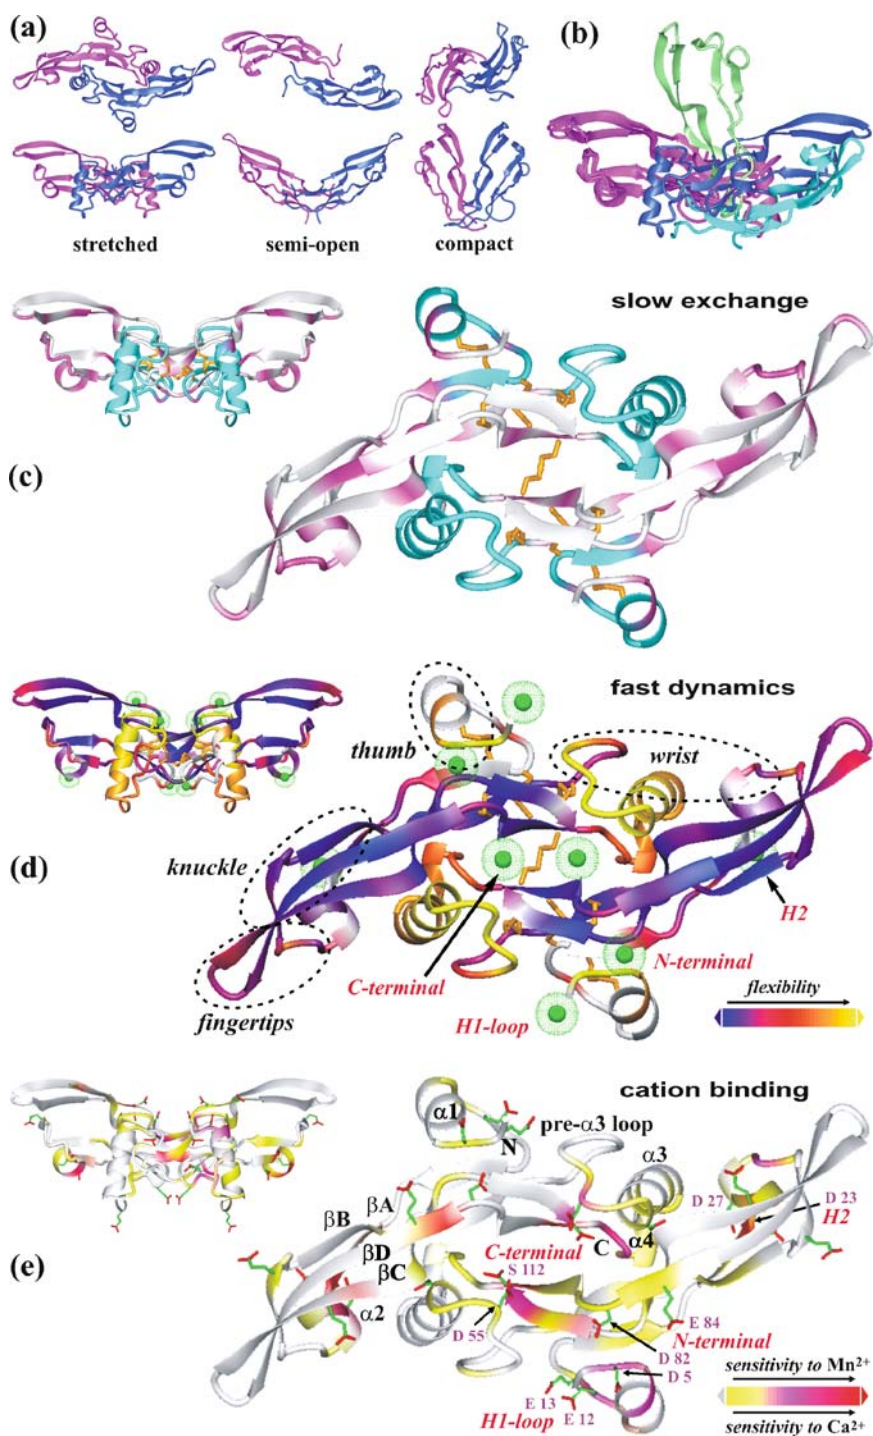 (a)
(b)
stretched
semi-open
compact
slow exchange
(c)
fast dynamics
thumb
wrist
knuckle
(d)
H2
C-terminal
N-terminal
fingertips
H1-loop
flexibility
cation binding
α1
N
pre-α3 loop
α3
βA
βB
D 27
D 23
H2
βD
C-terminal
C
α4
(e)
βC
S 112
α2
D 55
E 84
N-terminal
D 82
D 5
E 13
E 12
H1-loop
sensitivity to Mn²⁺
sensitivity to Ca²⁺